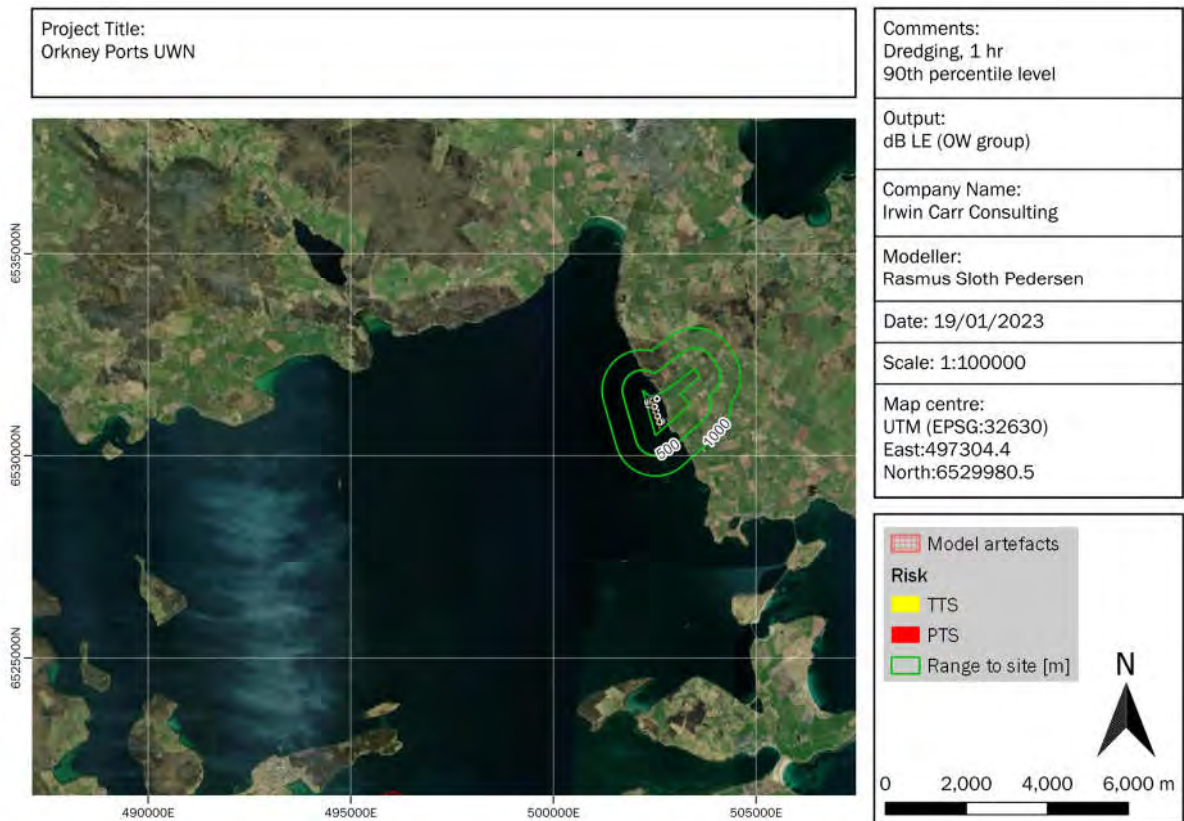 Project Title:
Orkney Ports UWN
Comments:
Dredging, 1 hr
90th percentile level
Output:
dB LE (OW group)
Company Name:
Irwin Carr Consulting
Modeller:
Rasmus Sloth Pedersen
Date: 19/01/2023
Scale: 1:100000
Map centre:
UTM (EPSG:32630)
East:497304.4
North:6529980.5
6535000N
6530000N
6525000N
500
1000
490000E
495000E
500000E
505000E
Model artefacts
Risk
TTS
PTS
Range to site [m]
N
0 2,000 4,000 6,000 m